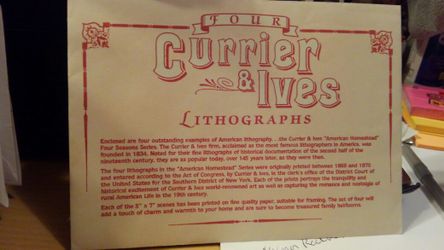 FOUR
Currier
& Ives
LITHOGRAPHS
Enclosed are four outstanding examples of American lithography. . .the Currier & Ives "American Homestead"
Four Seasons Series. The Currier & Ives firm, acclaimed as the most famous lithographers in America, was
founded in 1834. Noted for their fine lithographs of historical documentation of the second half of the
nineteenth century, they are as popular today, over 145 years later, as they were then.
The four lithographs in the "American Homestead" Series were originally printed between 1868 and 1870
and entered according to the Act of Congress, by Currier & Ives, in the clerk's office of the District Court of
the United States for the Southern District of New York. Each of the prints portrays the tranquility and
historical excitement of Currier & Ives world-renowned art as well as capturing the romance and nostalgia of
rural American Life in the 19th century.
Each of the 5" x 7" scenes has been printed on fine quality paper, suitable for framing. The set of four will
add a touch of charm and warmth to your home and are sure to become treasured family heirlooms.